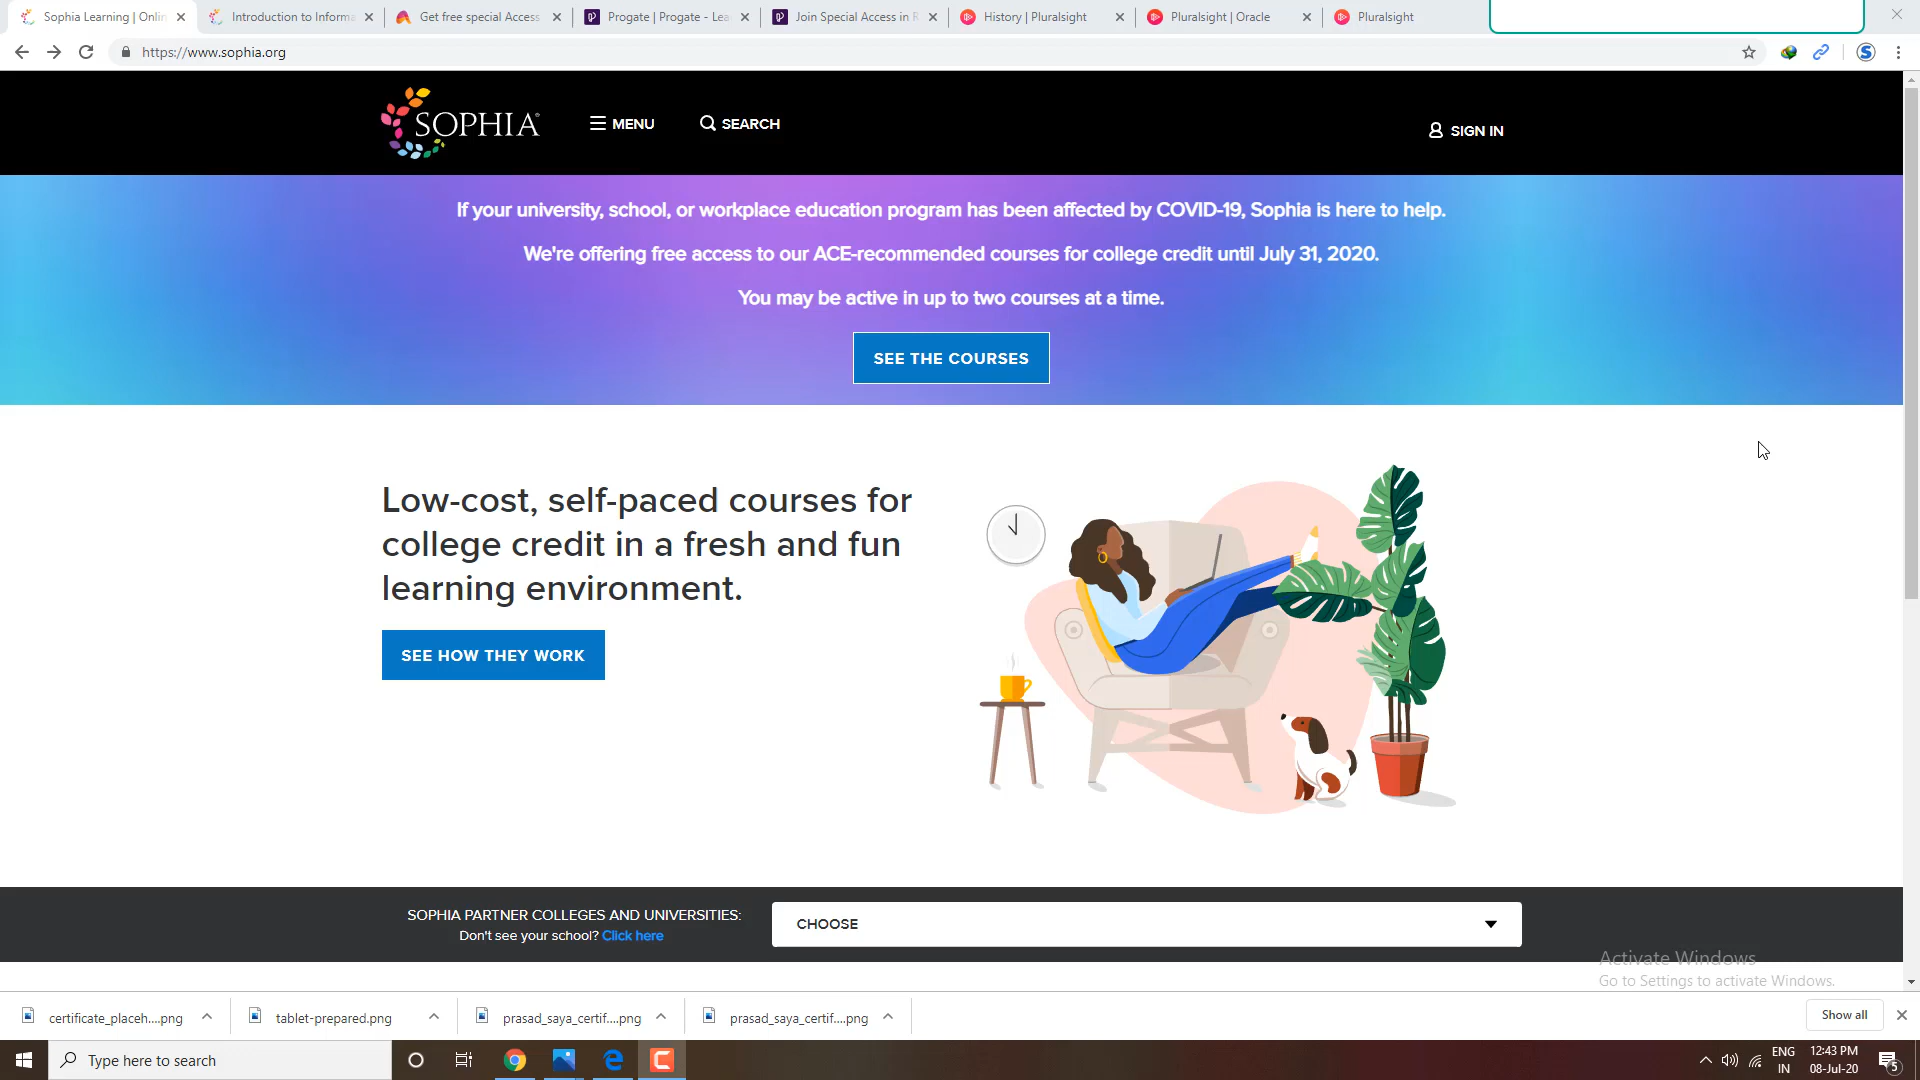 Sophia Learning | Onlin
Introduction to Informa
Get free special Access
Progate | Progate - Lea
Join Special Access in R
History | Pluralsight
Pluralsight | Oracle
Pluralsight
https://www.sophia.org
SOPHIA
MENU
SEARCH
SIGN IN
If your university, school, or workplace education program has been affected by COVID-19, Sophia is here to help.
We're offering free access to our ACE-recommended courses for college credit until July 31, 2020.
You may be active in up to two courses at a time.
SEE THE COURSES
Low-cost, self-paced courses for
college credit in a fresh and fun
learning environment.
SEE HOW THEY WORK
SOPHIA PARTNER COLLEGES AND UNIVERSITIES:
Don't see your school? Click here
CHOOSE
Activate Windows
Go to Settings to activate Windows.
certificate_placeh....png
tablet-prepared.png
prasad_saya_certif....png
prasad_saya_certif....png
Show all
Type here to search
ENG
IN
12:43 PM
08-Jul-20
5